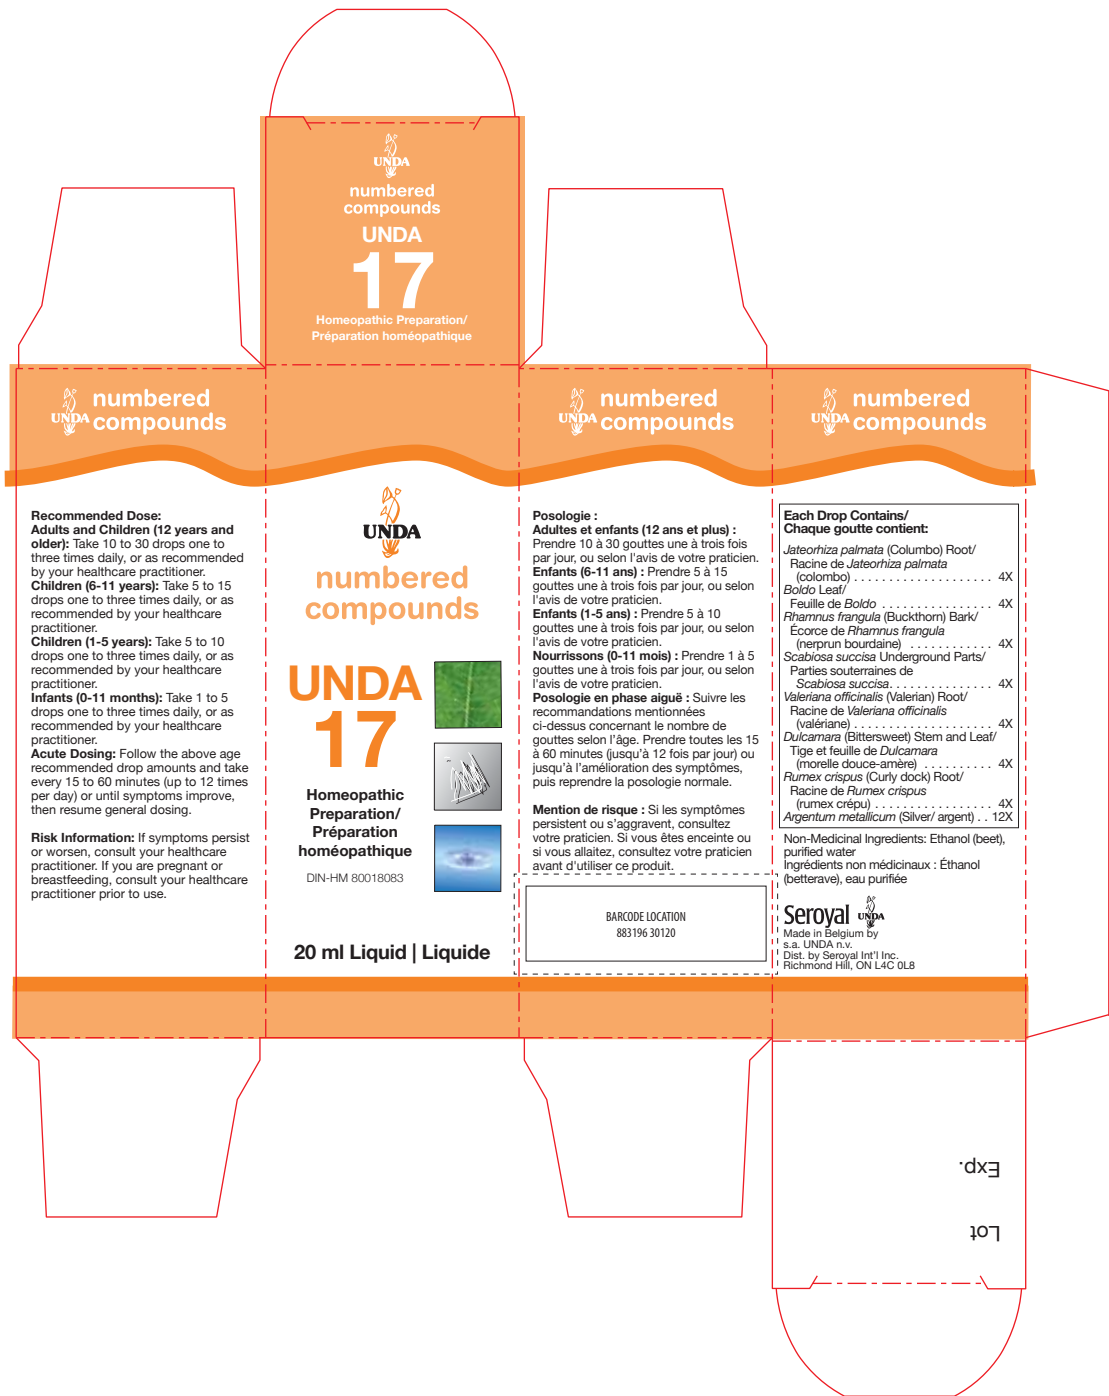 UNDA
numbered
compounds
UNDA
17
Homeopathic Preparation/
Préparation homéopathique
UNDA
numbered
compounds
UNDA
numbered
compounds
UNDA
numbered
compounds
Recommended Dose:
Adults and Children (12 years and
older): Take 10 to 30 drops one to
three times daily, or as recommended
by your healthcare practitioner.
Children (6-11 years): Take 5 to 15
drops one to three times daily, or as
recommended by your healthcare
practitioner.
Children (1-5 years): Take 5 to 10
drops one to three times daily, or as
recommended by your healthcare
practitioner.
Infants (0-11 months): Take 1 to 5
drops one to three times daily, or as
recommended by your healthcare
practitioner.
Acute Dosing: Follow the above age
recommended drop amounts and take
every 15 to 60 minutes (up to 12 times
per day) or until symptoms improve,
then resume general dosing.
Risk Information: If symptoms persist
or worsen, consult your healthcare
practitioner. If you are pregnant or
breastfeeding, consult your healthcare
practitioner prior to use.
UNDA
numbered
compounds
UNDA
17
Homeopathic
Preparation/
Préparation
homéopathique
DIN-HM 80018083
20 ml Liquid | Liquide
Posologie :
Adultes et enfants (12 ans et plus) :
Prendre 10 à 30 gouttes une à trois fois
par jour, ou selon l'avis de votre praticien.
Enfants (6-11 ans) : Prendre 5 à 15
gouttes une à trois fois par jour, ou selon
l'avis de votre praticien.
Enfants (1-5 ans) : Prendre 5 à 10
gouttes une à trois fois par jour, ou selon
l'avis de votre praticien.
Nourrissons (0-11 mois) : Prendre 1 à 5
gouttes une à trois fois par jour, ou selon
l'avis de votre praticien.
Posologie en phase aiguë : Suivre les
recommandations mentionnées
ci-dessus concernant le nombre de
gouttes selon l'âge. Prendre toutes les 15
à 60 minutes (jusqu'à 12 fois par jour) ou
jusqu'à l'amélioration des symptômes,
puis reprendre la posologie normale.
Mention de risque : Si les symptômes
persistent ou s'aggravent, consultez
votre praticien. Si vous êtes enceinte ou
si vous allaitez, consultez votre praticien
avant d'utiliser ce produit.
BARCODE LOCATION
883196 30120
Each Drop Contains/
Chaque goutte contient:
Jateorhiza palmata (Columbo) Root/
Racine de Jateorhiza palmata
(colombo) . . . . . . . . . . . . . . . . . . . . 4X
Boldo Leaf/
Feuille de Boldo . . . . . . . . . . . . . . . . 4X
Rhamnus frangula (Buckthorn) Bark/
Écorce de Rhamnus frangula
(nerprun bourdaine) . . . . . . . . . . . . 4X
Scabiosa succisa Underground Parts/
Parties souterraines de
Scabiosa succisa. . . . . . . . . . . . . . . 4X
Valeriana officinalis (Valerian) Root/
Racine de Valeriana officinalis
(valériane) . . . . . . . . . . . . . . . . . . . . 4X
Dulcamara (Bittersweet) Stem and Leaf/
Tige et feuille de Dulcamara
(morelle douce-amère) . . . . . . . . . . 4X
Rumex crispus (Curly dock) Root/
Racine de Rumex crispus
(rumex crépu) . . . . . . . . . . . . . . . . . 4X
Argentum metallicum (Silver/ argent) . . 12X
Non-Medicinal Ingredients: Ethanol (beet),
purified water
Ingrédients non médicinaux : Éthanol
(betterave), eau purifiée
Seroyal UNDA
Made in Belgium by
s.a. UNDA n.v.
Dist. by Seroyal Int'l Inc.
Richmond Hill, ON L4C 0L8
Exp.
Lot